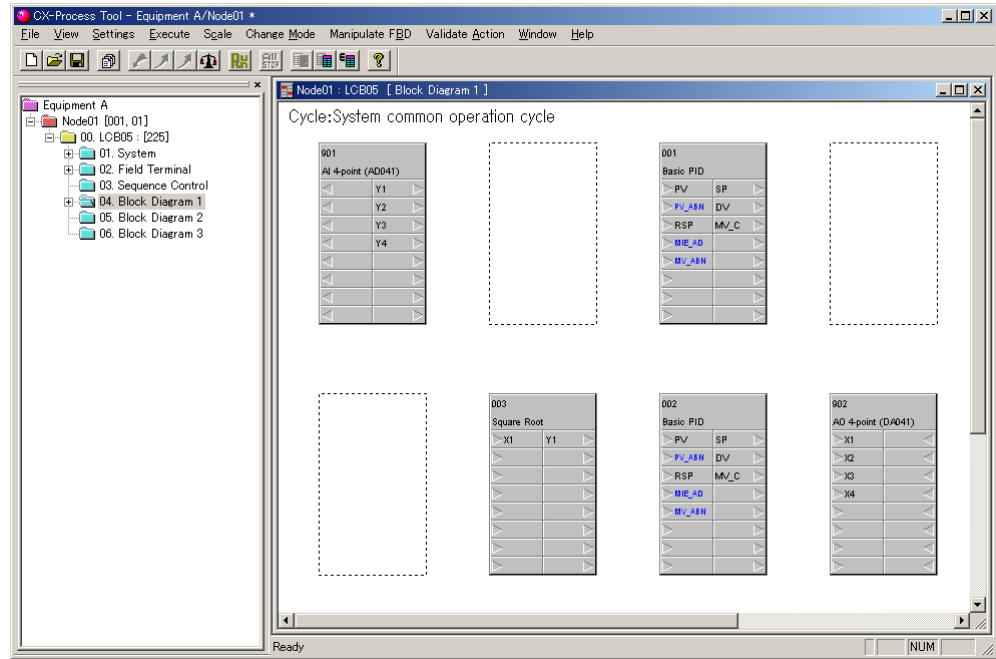 CX-Process Tool - Equipment A/Node01 *
File View Settings Execute Scale Change Mode Manipulate FBD Validate Action Window Help
RUN
All STOP
Equipment A
Node01 [001, 01]
00. LCB05 : [225]
01. System
02. Field Terminal
03. Sequence Control
04. Block Diagram 1
05. Block Diagram 2
06. Block Diagram 3
Node01 : LCB05 [ Block Diagram 1 ]
Cycle:System common operation cycle
901
AI 4-point (AD041)
Y1
Y2
Y3
Y4
001
Basic PID
PV SP
PV_ABN DV
RSP MV_C
MIE_AD
MV_ABN
003
Square Root
X1 Y1
002
Basic PID
PV SP
PV_ABN DV
RSP MV_C
MIE_AD
MV_ABN
902
AO 4-point (DA041)
X1
X2
X3
X4
Ready
NUM